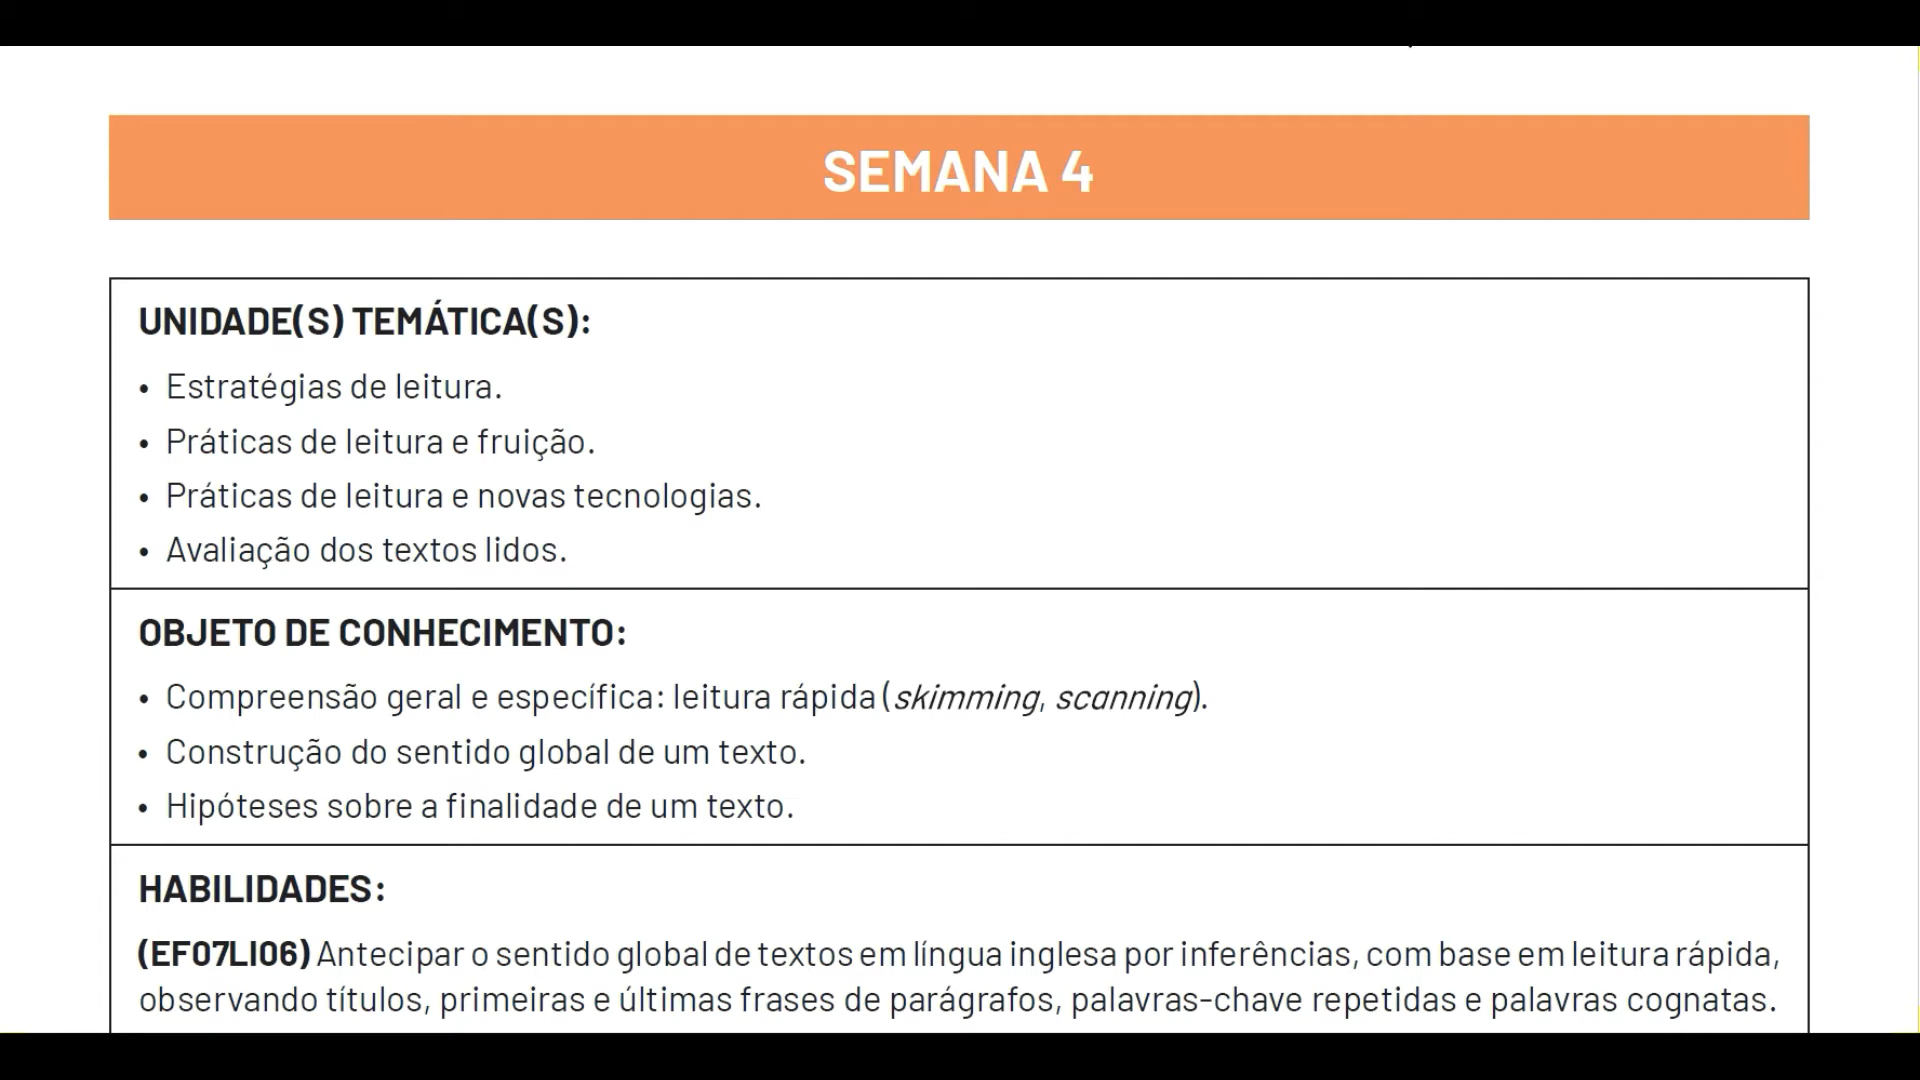 SEMANA 4
UNIDADE(S) TEMÁTICA(S):
• Estratégias de leitura.
• Práticas de leitura e fruição.
• Práticas de leitura e novas tecnologias.
• Avaliação dos textos lidos.
OBJETO DE CONHECIMENTO:
• Compreensão geral e específica: leitura rápida (skimming, scanning).
• Construção do sentido global de um texto.
• Hipóteses sobre a finalidade de um texto.
HABILIDADES:
(EF07LI06) Antecipar o sentido global de textos em língua inglesa por inferências, com base em leitura rápida,
observando títulos, primeiras e últimas frases de parágrafos, palavras-chave repetidas e palavras cognatas.